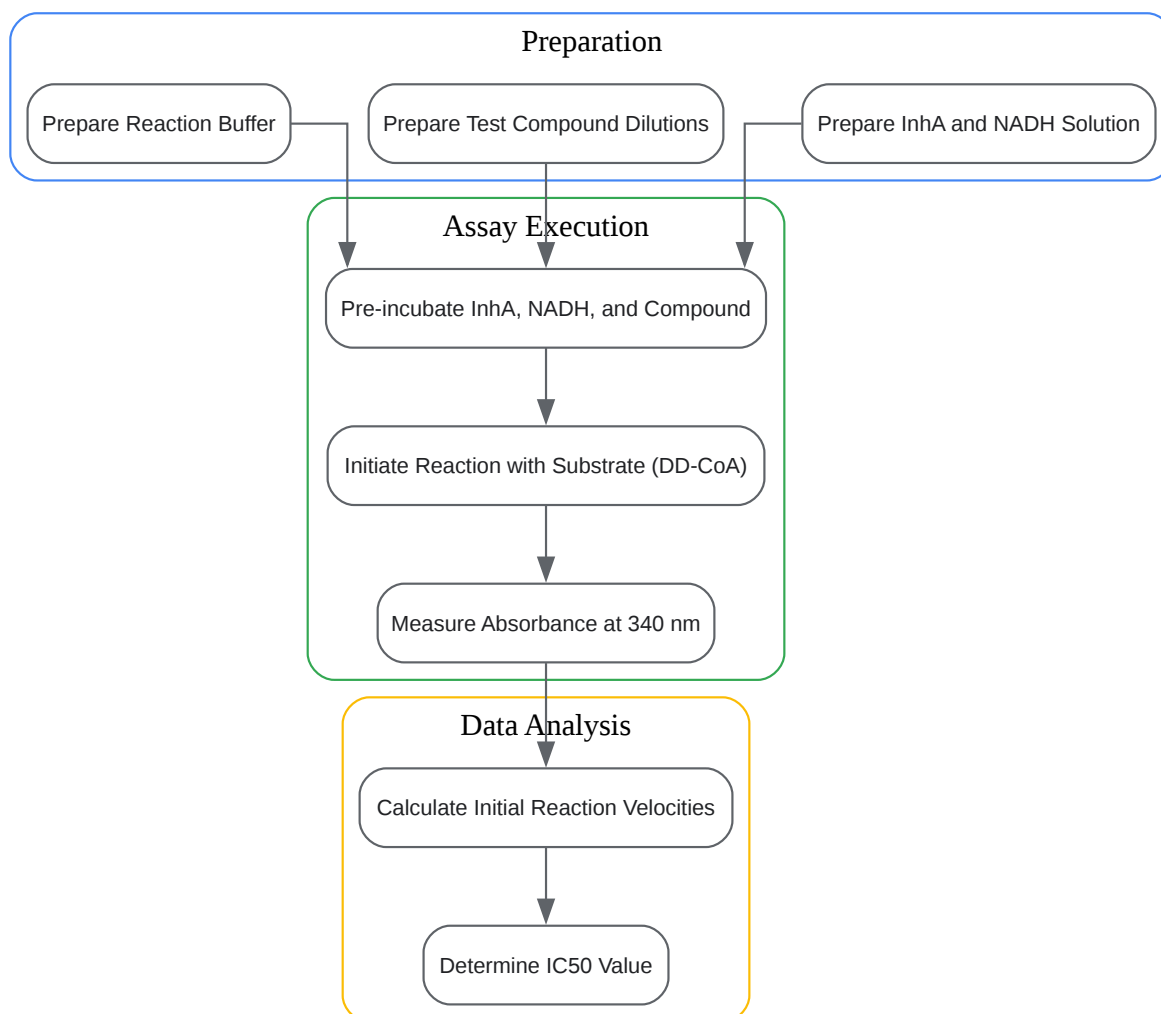 Preparation
Prepare Reaction Buffer
Prepare Test Compound Dilutions
Prepare InhA and NADH Solution
Assay Execution
Pre-incubate InhA, NADH, and Compound
Initiate Reaction with Substrate (DD-CoA)
Measure Absorbance at 340 nm
Data Analysis
Calculate Initial Reaction Velocities
Determine IC50 Value